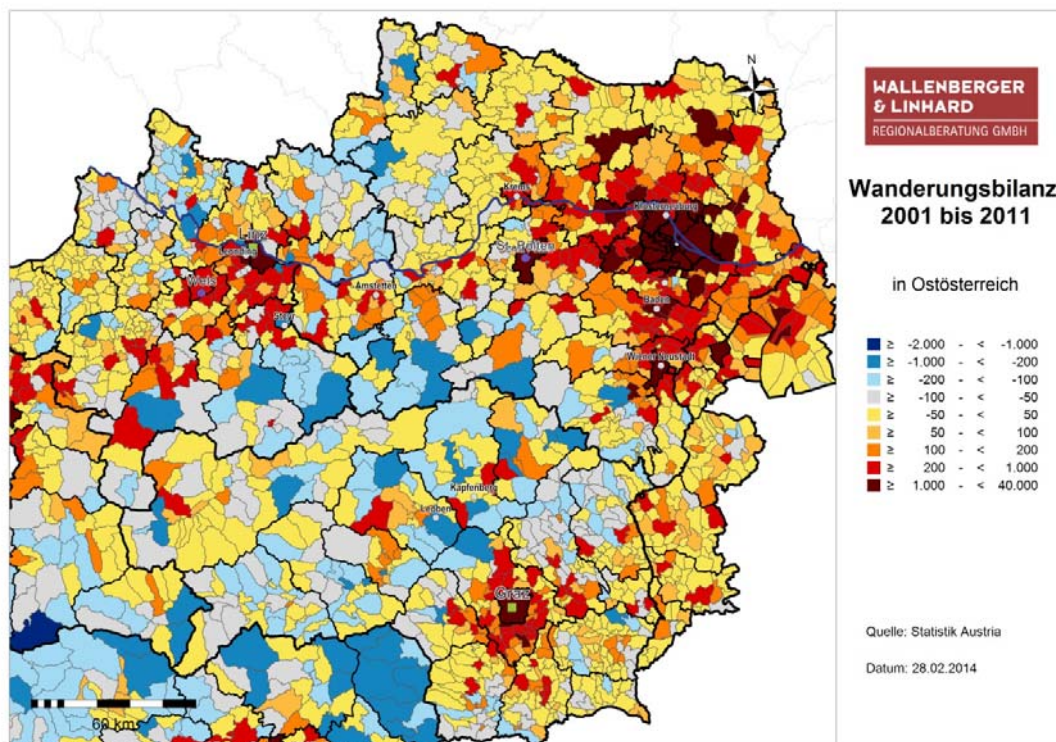 WALLENBERGER
& LINHARD
REGIONALBERATUNG GMBH
Wanderungsbilanz
2001 bis 2011
in Ostösterreich
≥ -2.000 - < -1.000
≥ -1.000 - < -200
≥ -200 - < -100
≥ -100 - < -50
≥ -50 - < 50
≥ 50 - < 100
≥ 100 - < 200
≥ 200 - < 1.000
≥ 1.000 - < 40.000
Quelle: Statistik Austria
Datum: 28.02.2014
N
Krems
Klosterneuburg
Linz
Leonding
St. Pölten
Wels
Amstetten
Baden
Steyr
Wiener Neustadt
Kapfenberg
Leoben
Graz
60 kms